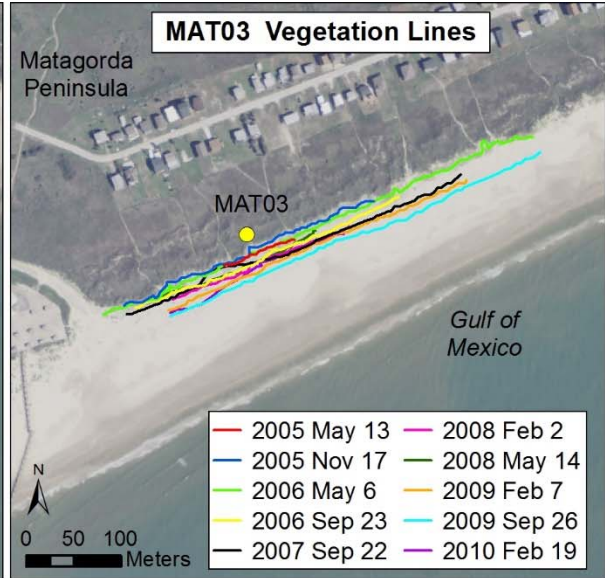 MAT03 Vegetation Lines
Matagorda
Peninsula
MAT03
Gulf of
Mexico
2005 May 13
2005 Nov 17
2006 May 6
2006 Sep 23
2007 Sep 22
2008 Feb 2
2008 May 14
2009 Feb 7
2009 Sep 26
2010 Feb 19
N
0 50 100
Meters